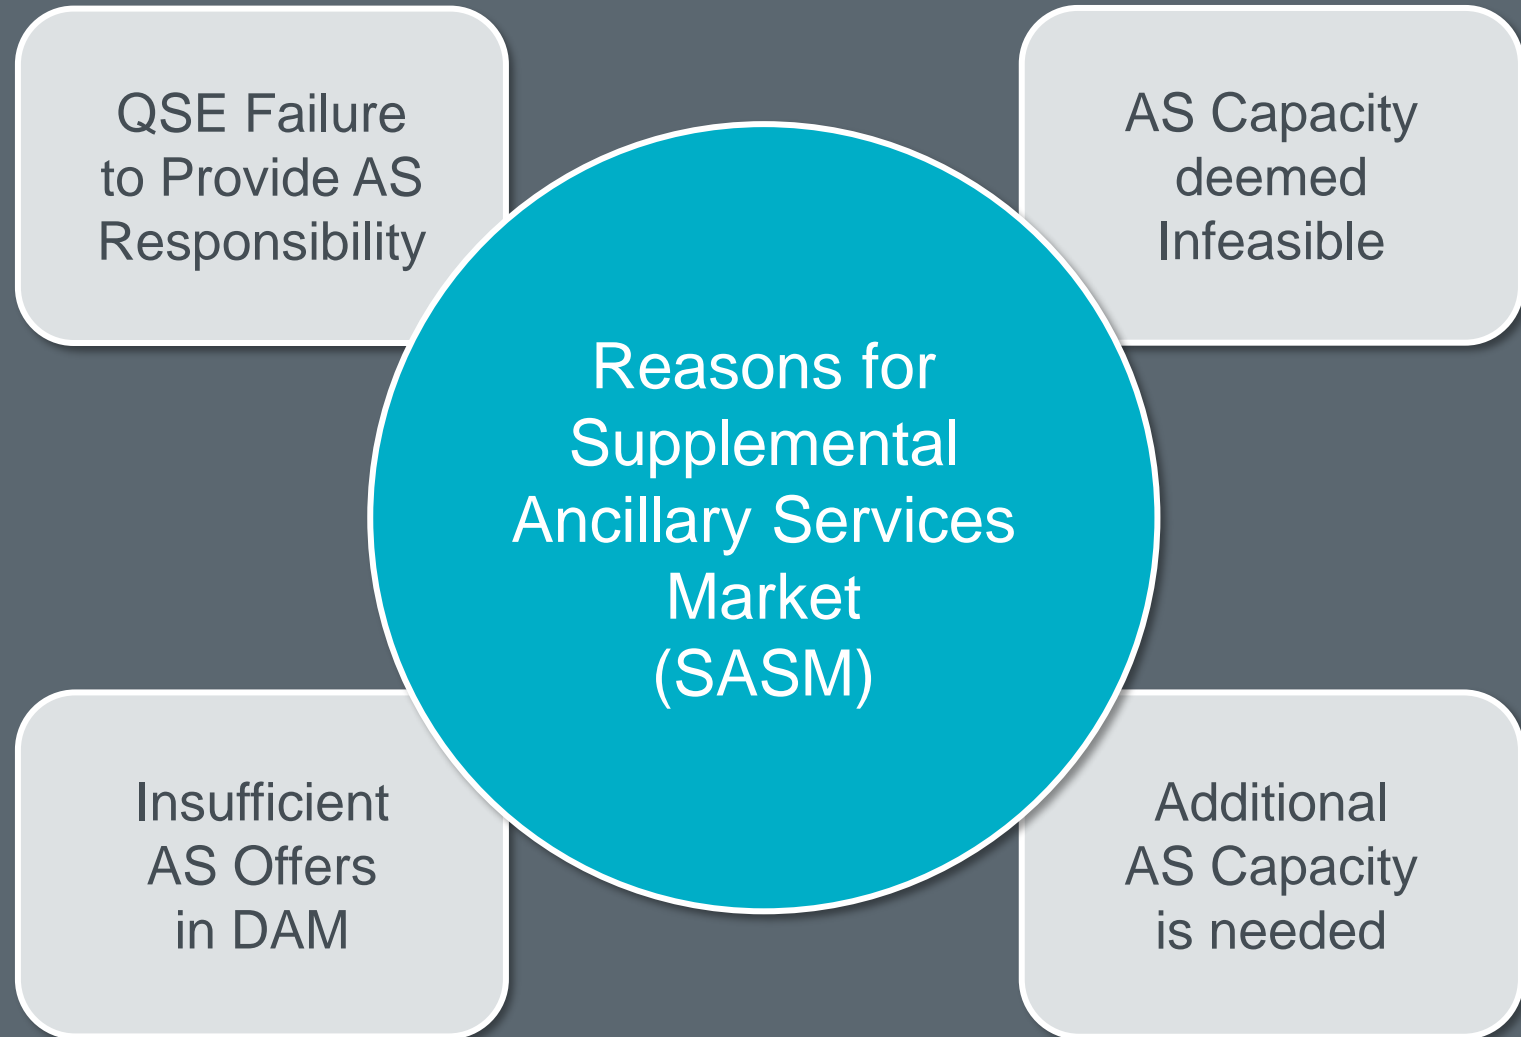 QSE Failure
to Provide AS
Responsibility
AS Capacity
deemed
Infeasible
Reasons for
Supplemental
Ancillary Services
Market
(SASM)
Insufficient
AS Offers
in DAM
Additional
AS Capacity
is needed